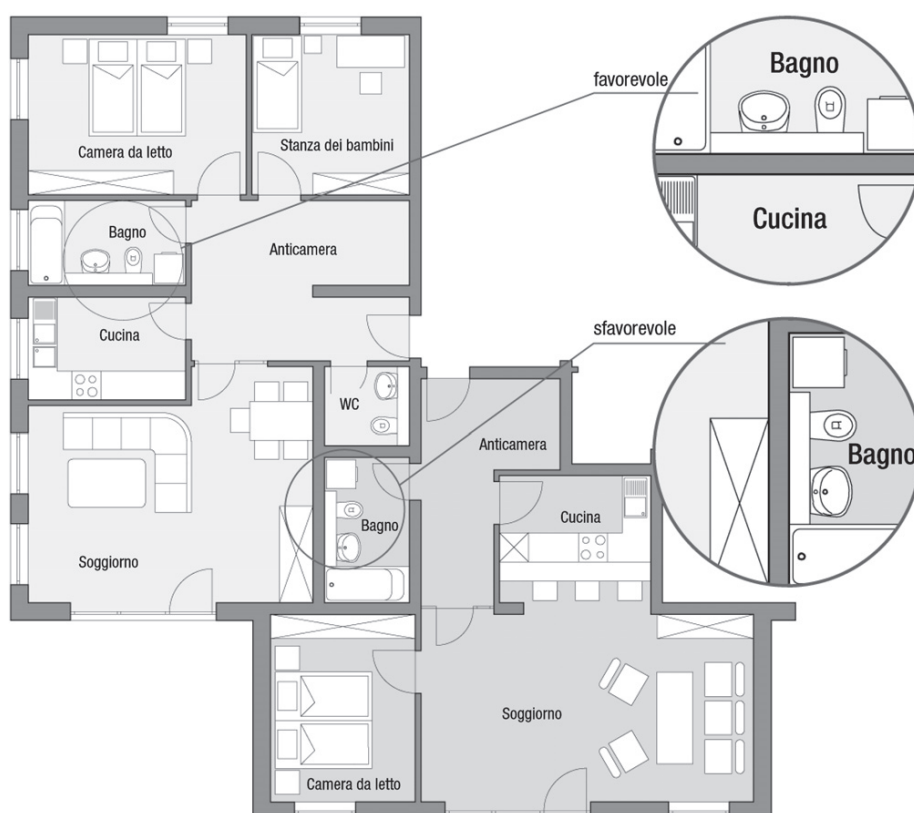 favorevole
Bagno
Cucina
Camera da letto
Stanza dei bambini
Bagno
Anticamera
Cucina
sfavorevole
WC
Anticamera
Bagno
Soggiorno
Bagno
Cucina
Soggiorno
Camera da letto